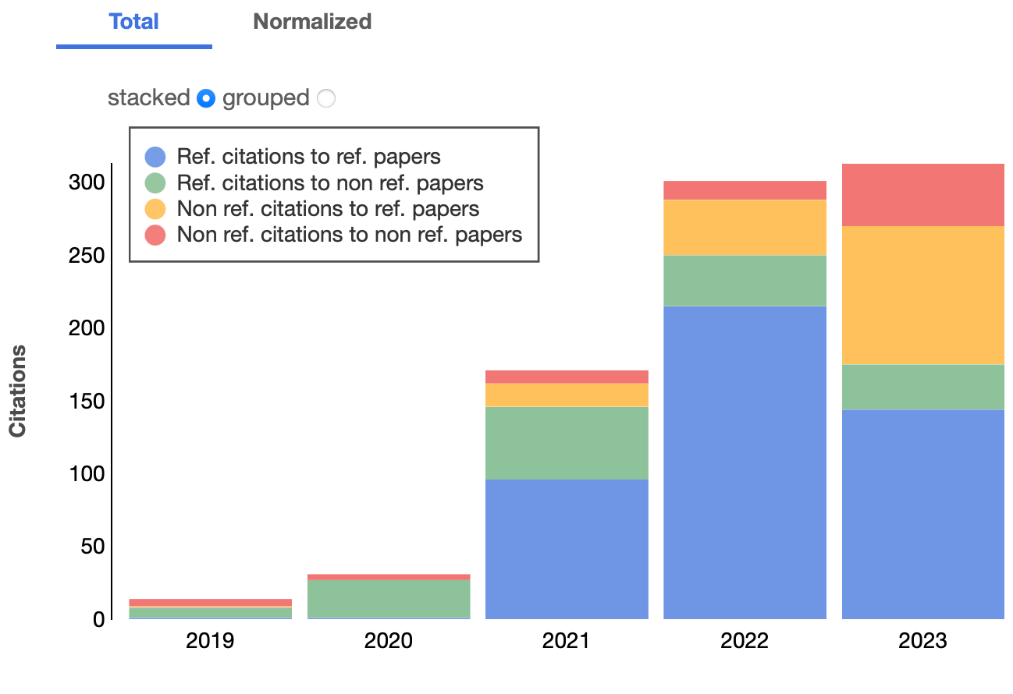 Total Normalized
stacked grouped
Ref. citations to ref. papers
Ref. citations to non ref. papers
Non ref. citations to ref. papers
Non ref. citations to non ref. papers
300
250
200
150
100
50
0
Citations
2019 2020 2021 2022 2023